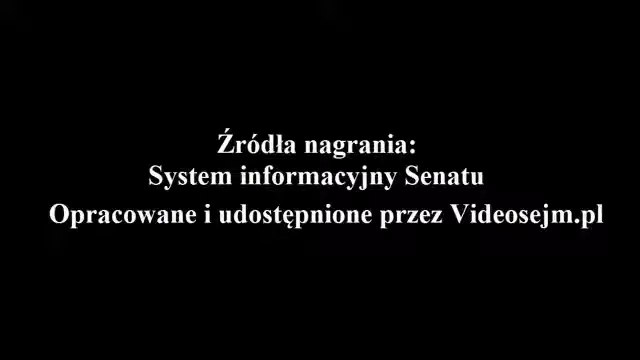 Źródła nagrania:
System informacyjny Senatu
Opracowane i udostępnione przez Videosejm.pl